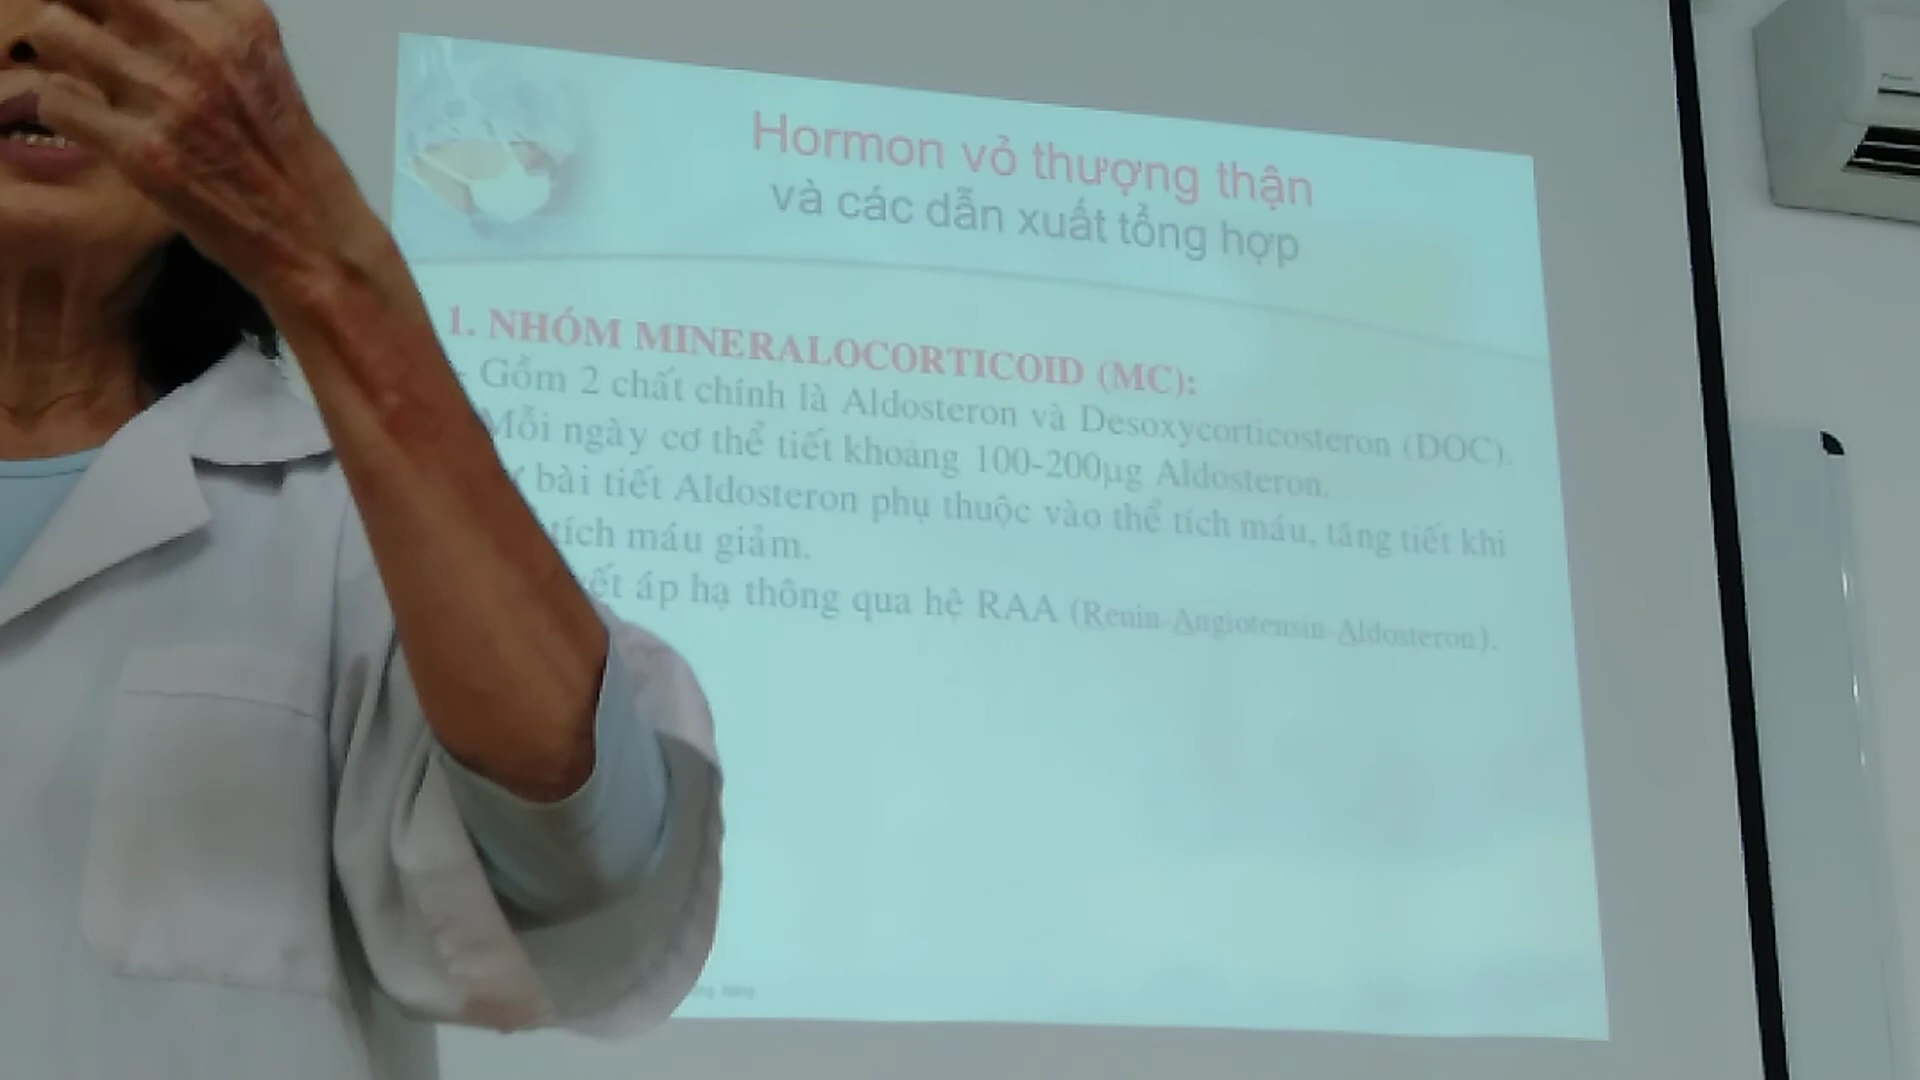 Hormon vỏ thượng thận
và các dẫn xuất tổng hợp
1. NHÓM MINERALOCORTICOID (MC):
- Gồm 2 chất chính là Aldosteron và Desoxycorticosteron (DOC).
Mỗi ngày cơ thể tiết khoảng 100-200µg Aldosteron.
bài tiết Aldosteron phụ thuộc vào thể tích máu, tăng tiết khi
tích máu giảm.
áp hạ thông qua hệ RAA (Renin-Angiotensin-Aldosteron).